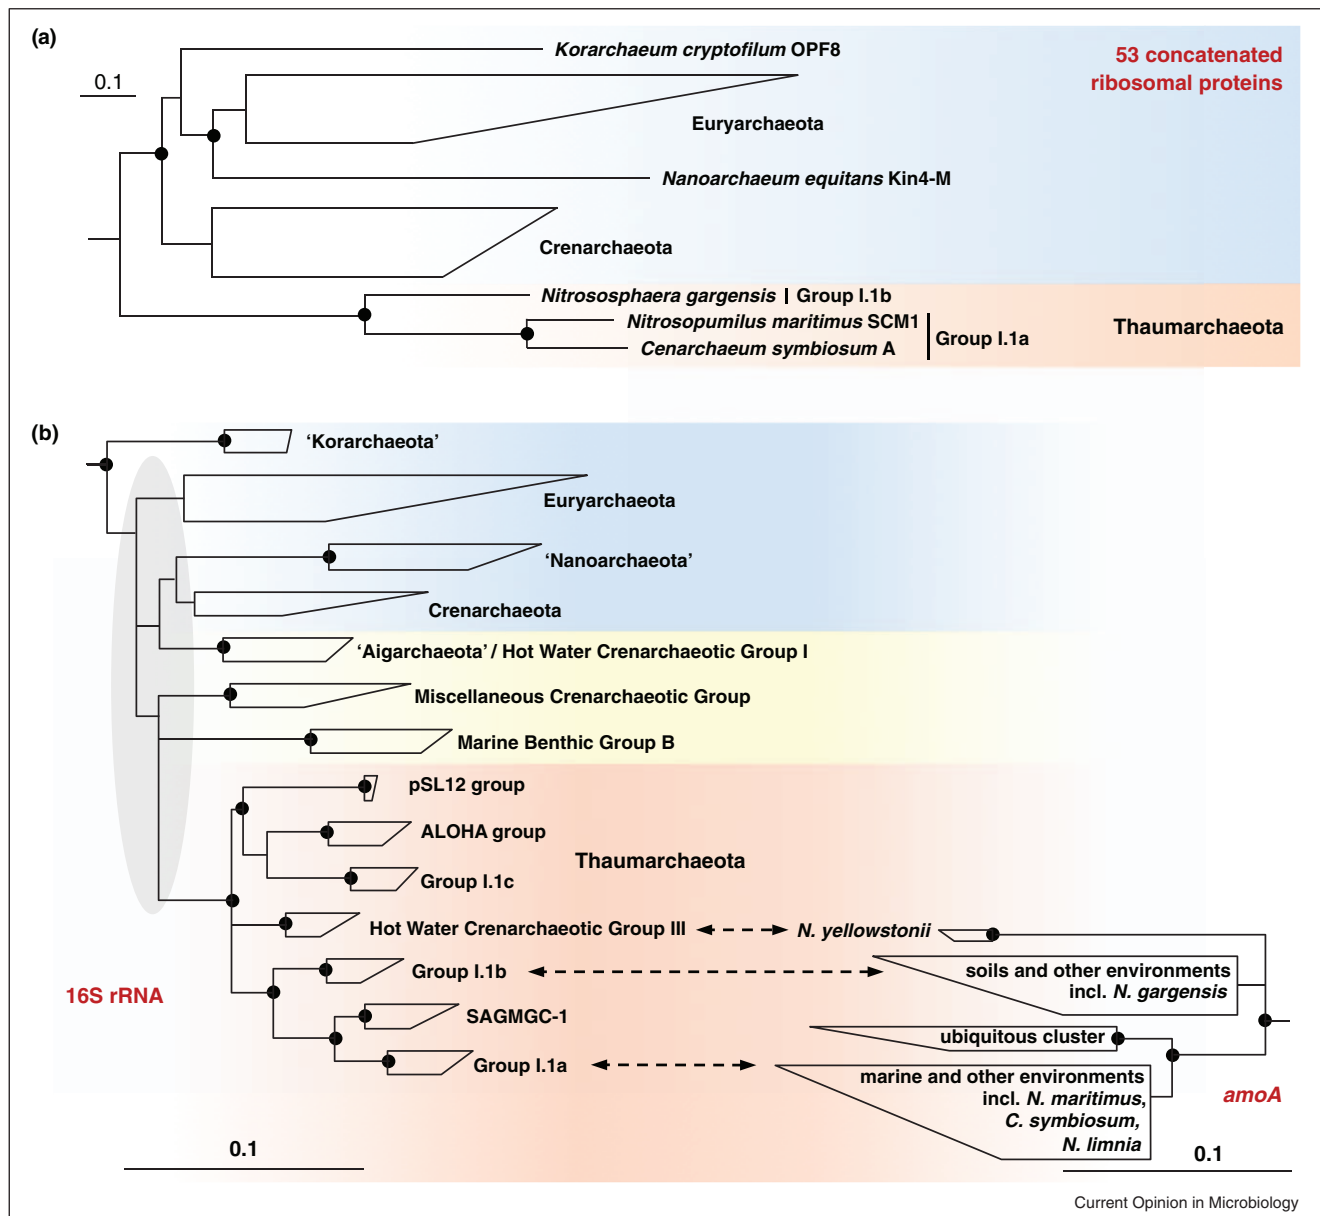 (a)
0.1
Korarchaeum cryptofilum OPF8
53 concatenated
ribosomal proteins
Euryarchaeota
Nanoarchaeum equitans Kin4-M
Crenarchaeota
Nitrososphaera gargensis
Group I.1b
Nitrosopumilus maritimus SCM1
Cenarchaeum symbiosum A
Group I.1a
Thaumarchaeota
(b)
'Korarchaeota'
Euryarchaeota
'Nanoarchaeota'
Crenarchaeota
'Aigarchaeota' / Hot Water Crenarchaeotic Group I
Miscellaneous Crenarchaeotic Group
Marine Benthic Group B
pSL12 group
ALOHA group
Thaumarchaeota
Group I.1c
Hot Water Crenarchaeotic Group III
N. yellowstonii
Group I.1b
soils and other environments
incl. N. gargensis
16S rRNA
SAGMGC-1
ubiquitous cluster
Group I.1a
marine and other environments
incl. N. maritimus,
C. symbiosum,
N. limnia
amoA
0.1
0.1
Current Opinion in Microbiology